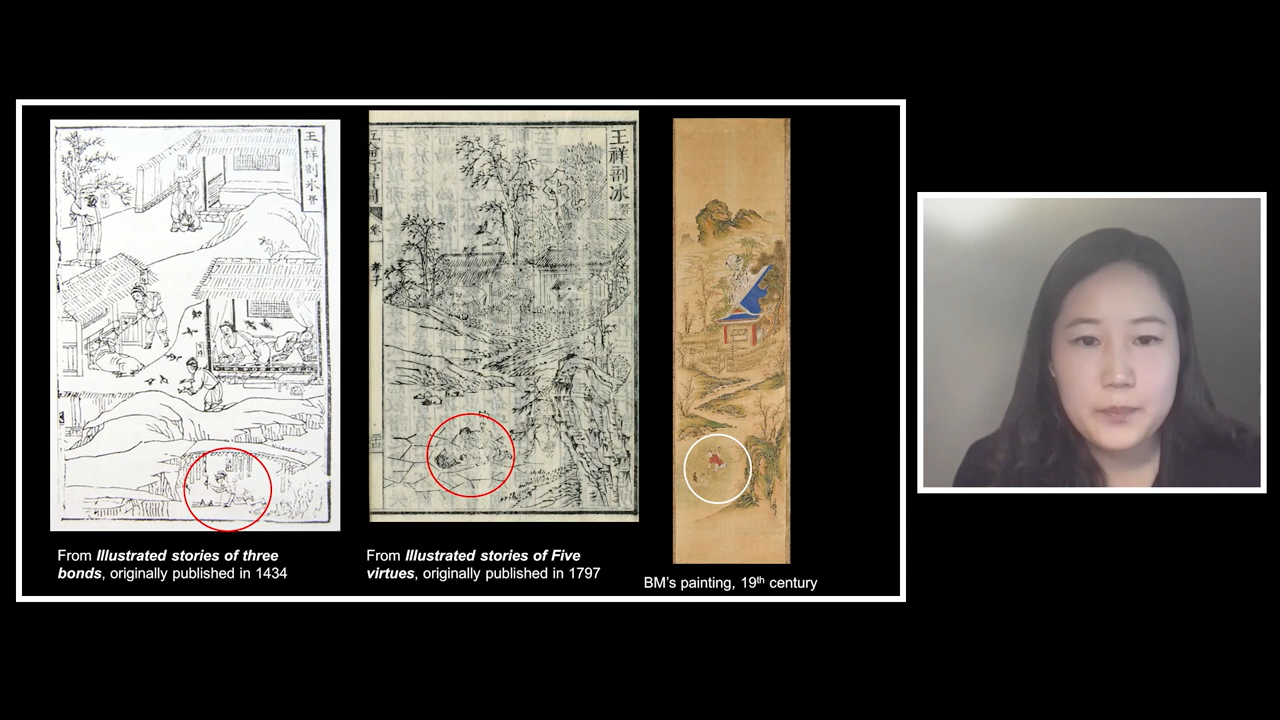 王祥剖氷 晉
王祥剖冰
孝子
From Illustrated stories of three
bonds, originally published in 1434
From Illustrated stories of Five
virtues, originally published in 1797
BM's painting, 19th century